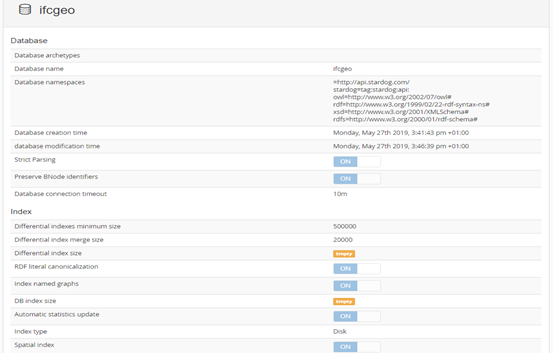 ifcgeo
Database
Database archetypes
Database name ifcgeo
Database namespaces =http://api.stardog.com/
stardog=tag:stardog:api:
owl=http://www.w3.org/2002/07/owl#
rdf=http://www.w3.org/1999/02/22-rdf-syntax-ns#
xsd=http://www.w3.org/2001/XMLSchema#
rdfs=http://www.w3.org/2000/01/rdf-schema#
Database creation time Monday, May 27th 2019, 3:41:43 pm +01:00
database modification time Monday, May 27th 2019, 3:46:39 pm +01:00
Strict Parsing ON
Preserve BNode identifiers ON
Database connection timeout 10m
Index
Differential indexes minimum size 500000
Differential index merge size 20000
Differential index size Empty
RDF literal canonicalization ON
Index named graphs ON
DB index size Empty
Automatic statistics update ON
Index type Disk
Spatial index ON